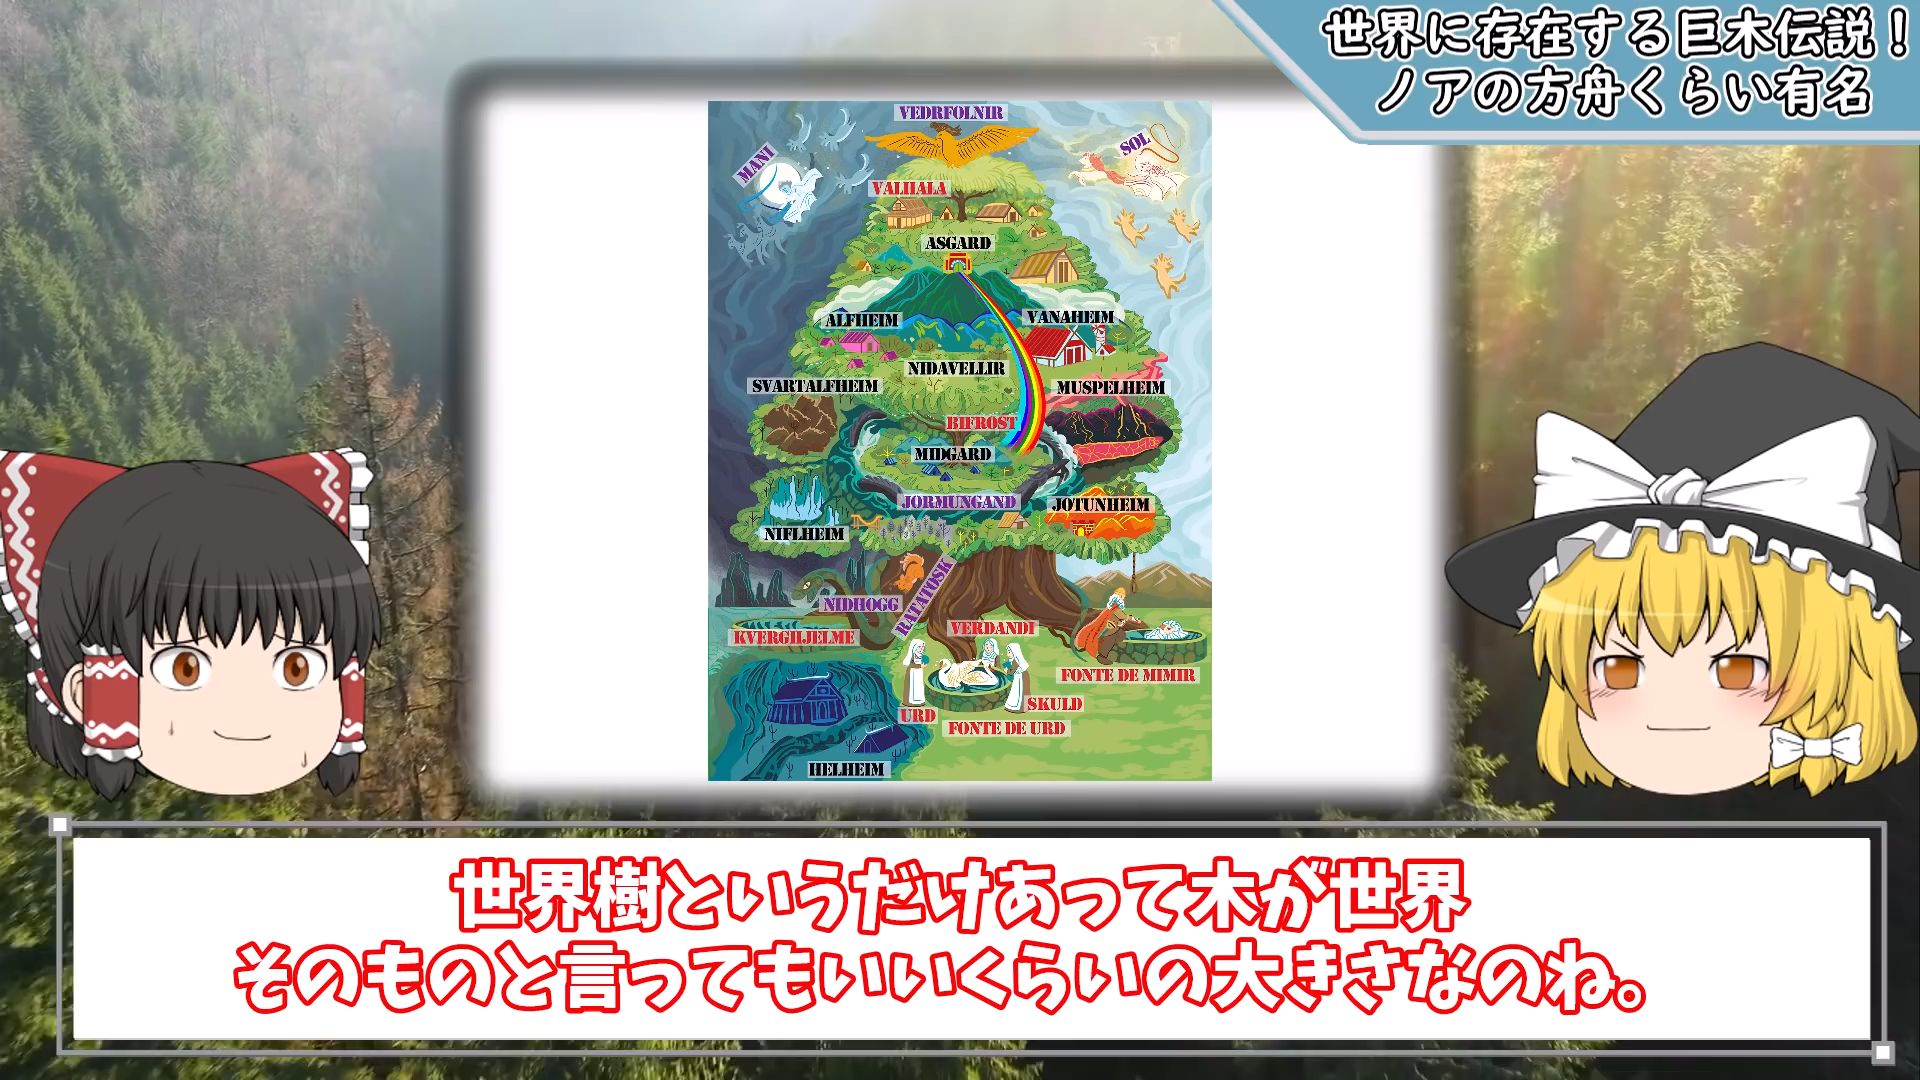 世界に存在する巨木伝説！
ノアの方舟くらい有名
VEDRFOLNIR
MANI
SOL
VALHALA
ASGARD
ALFHEIM
VANAHEIM
NIDAVELLIR
SVARTALFHEIM
MUSPELHEIM
BIFROST
MIDGARD
JORMUNGAND
JOTUNHEIM
NIFLHEIM
RATATOSK
NIDHOGG
VERDANDI
KVERGHJELME
FONTE DE MIMIR
URD
SKULD
FONTE DE URD
HELHEIM
世界樹というだけあって木が世界
そのものと言ってもいいくらいの大きさなのね。